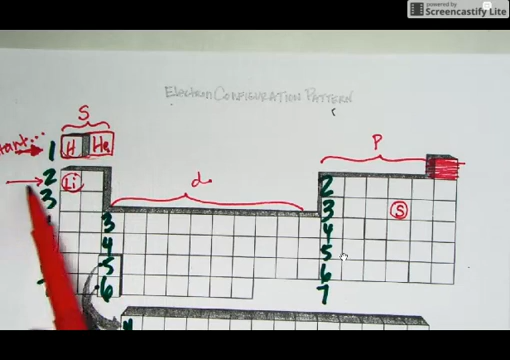 powered by
Screencastify Lite
Electron Configuration Pattern
S
H He
1
P
2
Li
d
2
3
3
3
S
4
4
5
5
6
6
7
4